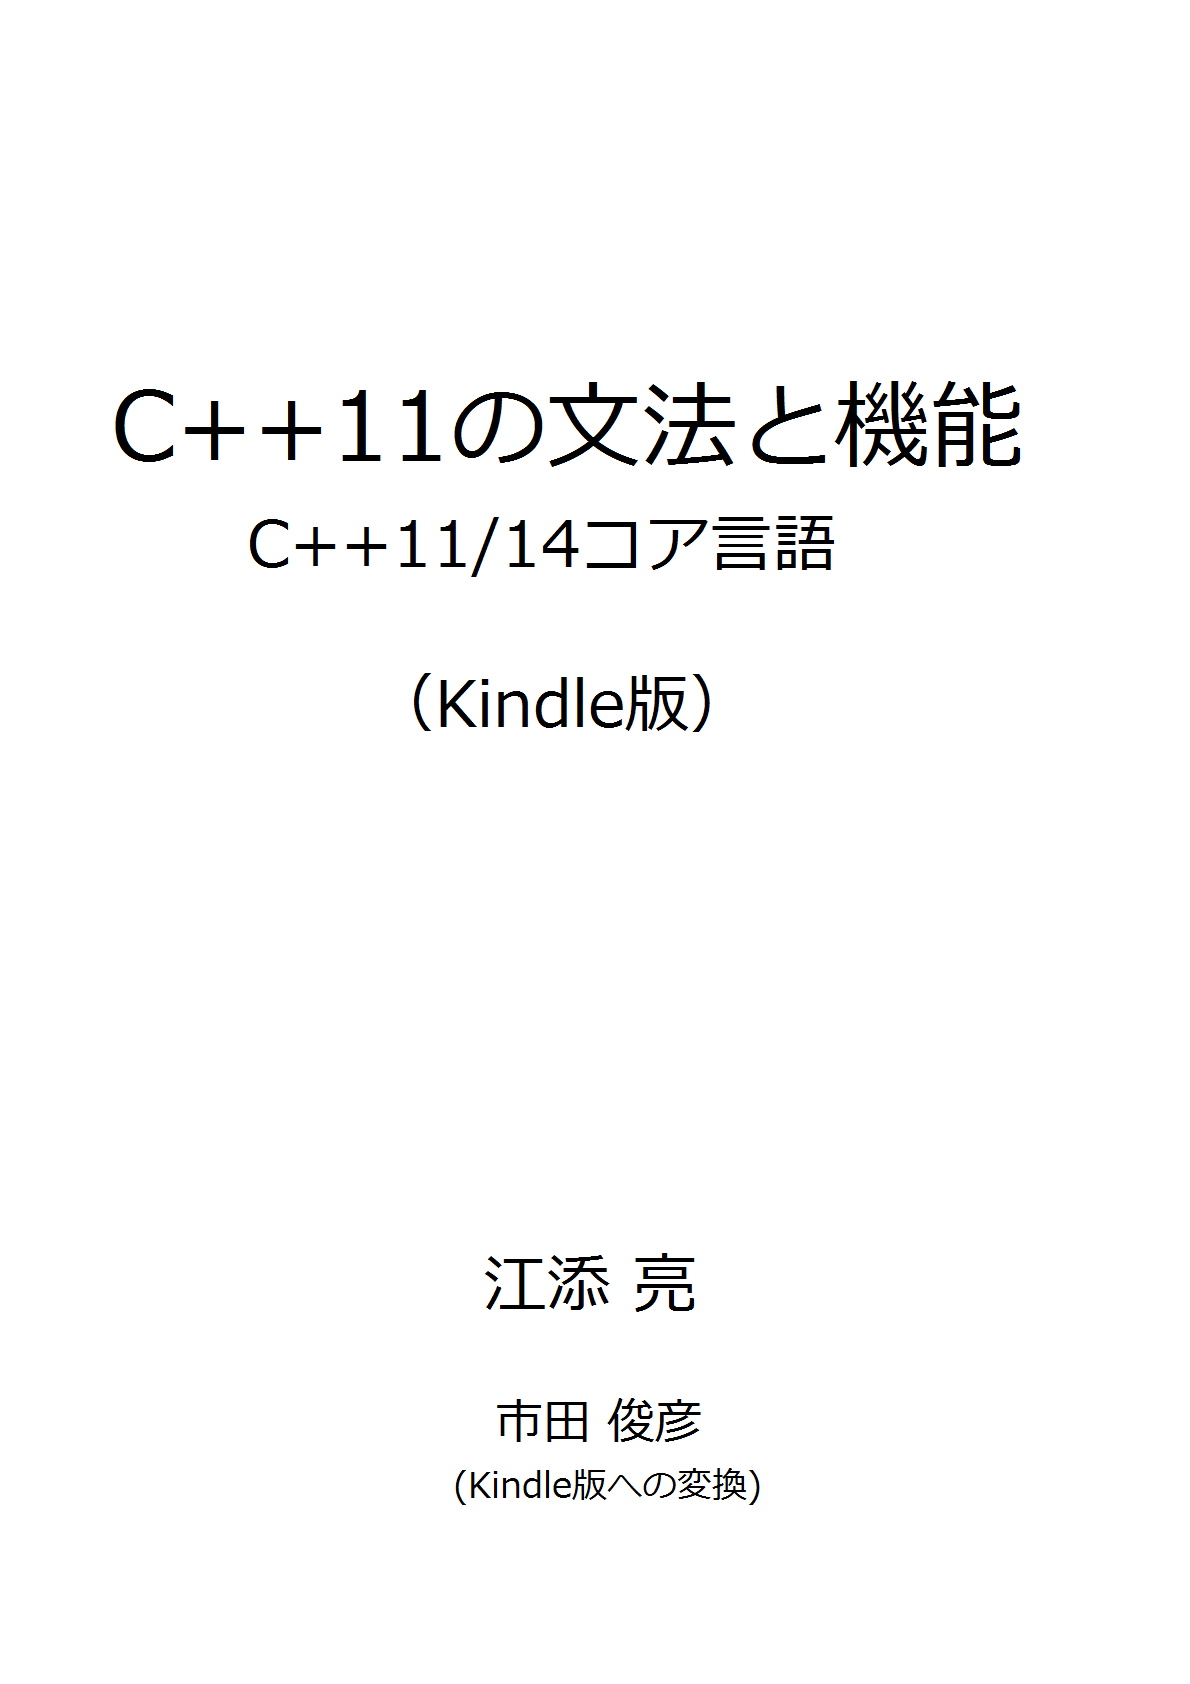 C++11の文法と機能
C++11/14コア言語
（Kindle版）
江添 亮
市田 俊彦
(Kindle版への変換)